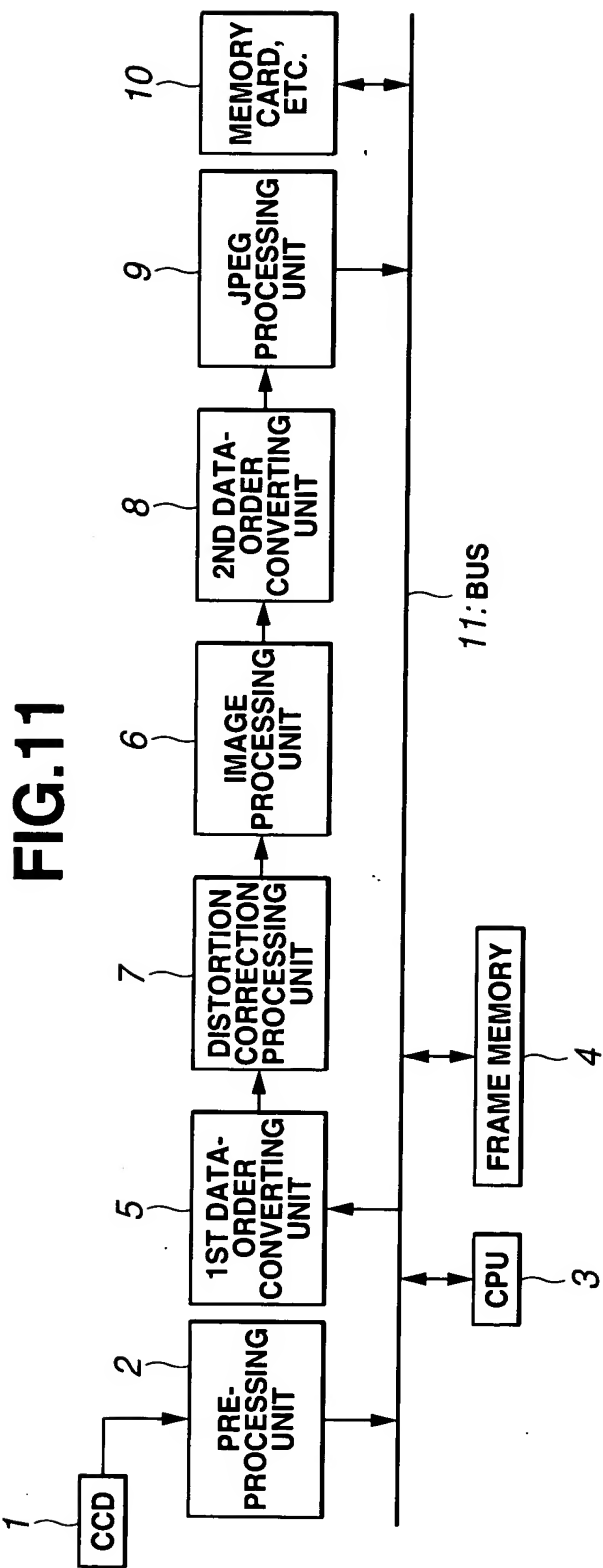 FIG.11
1
CCD
2
PRE-
PROCESSING
UNIT
5
1ST DATA-
ORDER
CONVERTING
UNIT
7
DISTORTION
CORRECTION
PROCESSING
UNIT
6
IMAGE
PROCESSING
UNIT
8
2ND DATA-
ORDER
CONVERTING
UNIT
9
JPEG
PROCESSING
UNIT
10
MEMORY
CARD,
ETC.
CPU
3
FRAME MEMORY
4
11: BUS